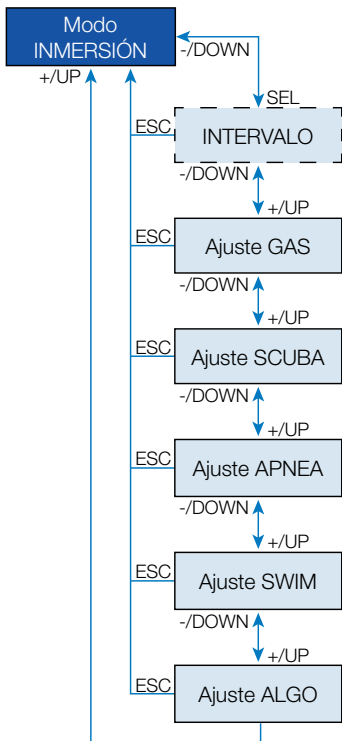 Modo
INMERSIÓN
-/DOWN
+/UP
SEL
ESC
INTERVALO
-/DOWN
+/UP
ESC
Ajuste GAS
-/DOWN
+/UP
ESC
Ajuste SCUBA
-/DOWN
+/UP
ESC
Ajuste APNEA
-/DOWN
+/UP
ESC
Ajuste SWIM
-/DOWN
+/UP
ESC
Ajuste ALGO